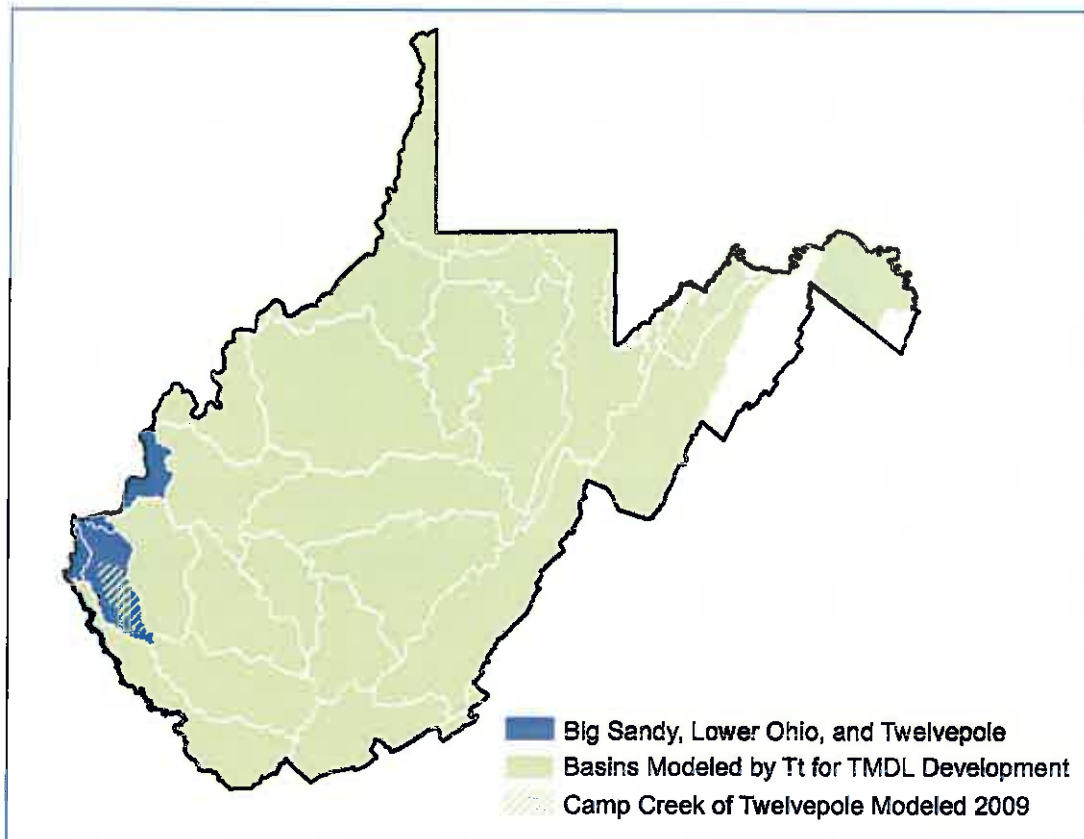 Big Sandy, Lower Ohio, and Twelvepole
Basins Modeled by Tt for TMDL Development
Camp Creek of Twelvepole Modeled 2009